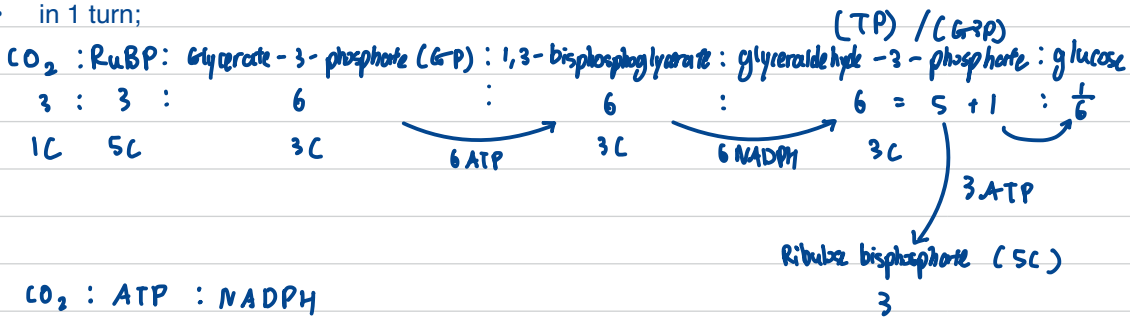 in 1 turn;
(TP) / (G3P)
CO₂ : RuBP : Glycerate-3-phosphate (GP) : 1,3-bisphosphoglycerate : glyceraldehyde-3-phosphate : glucose
3 : 3 : 6 : 6 : 6 = 5 + 1 : 1/6
1C 5C 3C 6 ATP 3C 6 NADPH 3C
3 ATP
Ribulose bisphosphate (5C)
CO₂ : ATP : NADPH
3